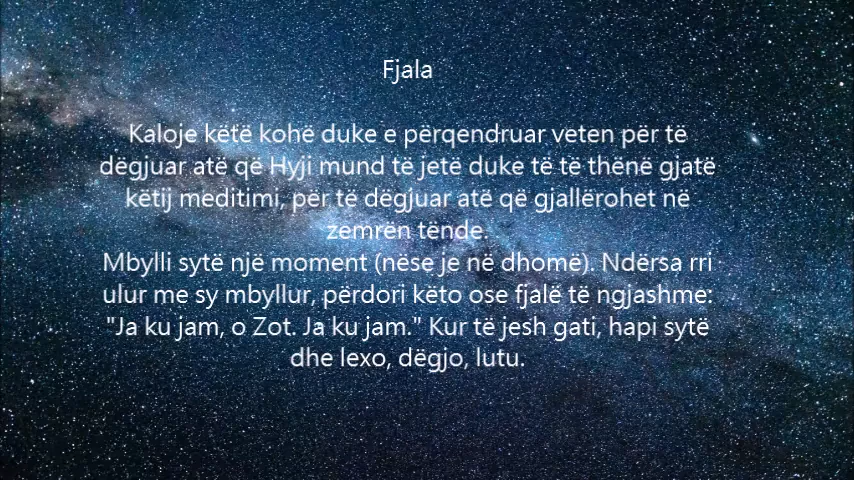 Fjala
Kaloje këtë kohë duke e përqendruar veten për të
dëgjuar atë që Hyji mund të jetë duke të të thënë gjatë
këtij meditimi, për të dëgjuar atë që gjallërohet në
zemrën tënde.
Mbylli sytë një moment (nëse je në dhomë). Ndërsa rri
ulur me sy mbyllur, përdori këto ose fjalë të ngjashme:
"Ja ku jam, o Zot. Ja ku jam." Kur të jesh gati, hapi sytë
dhe lexo, dëgjo, lutu.